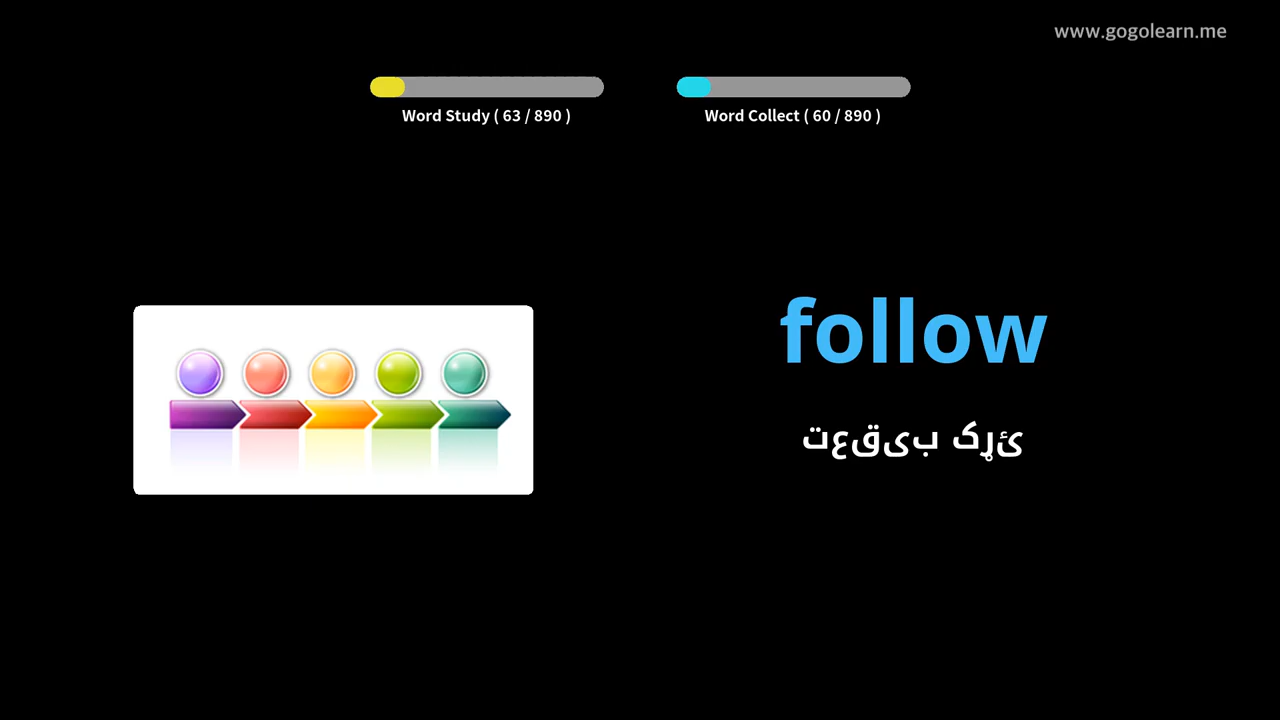 www.gogolearn.me
Word Study ( 63 / 890 )
Word Collect ( 60 / 890 )
follow
تعقیب کړئ